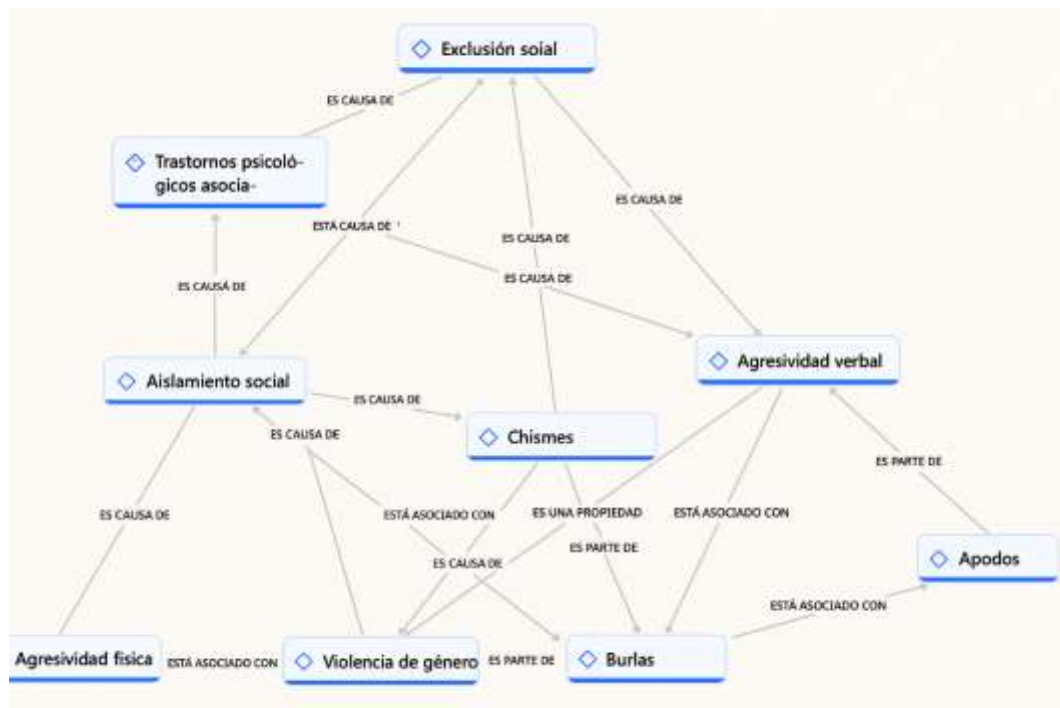 Exclusión soial
ES CAUSA DE
Trastornos psicoló-
gicos asocia-
ES CAUSA DE
ESTÁ CAUSA DE '
ES CAUSA DE
ES CAUSA DE
ES CAUSÁ DE
Agresividad verbal
Aislamiento social
ES CAUSA DE
ES CAUSA DE
Chismes
ES PARTE DE
ES CAUSA DE
ESTÁ ASOCIADO CON
ES UNA PROPIEDAD
ESTÁ ASOCIADO CON
ES PARTE DE
ES CAUSA DE
Apodos
ESTÁ ASOCIADO CON
Agresividad física
ESTÁ ASOCIADO CON
Violencia de género
ES PARTE DE
Burlas